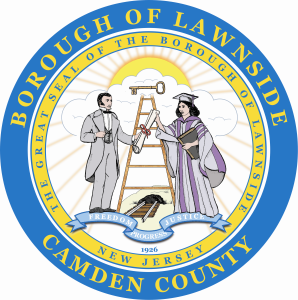 BOROUGH OF LAWNSIDE
THE GREAT SEAL OF THE BOROUGH OF LAWNSIDE
FREEDOM
PROGRESS
JUSTICE
1926
NEW JERSEY
CAMDEN COUNTY